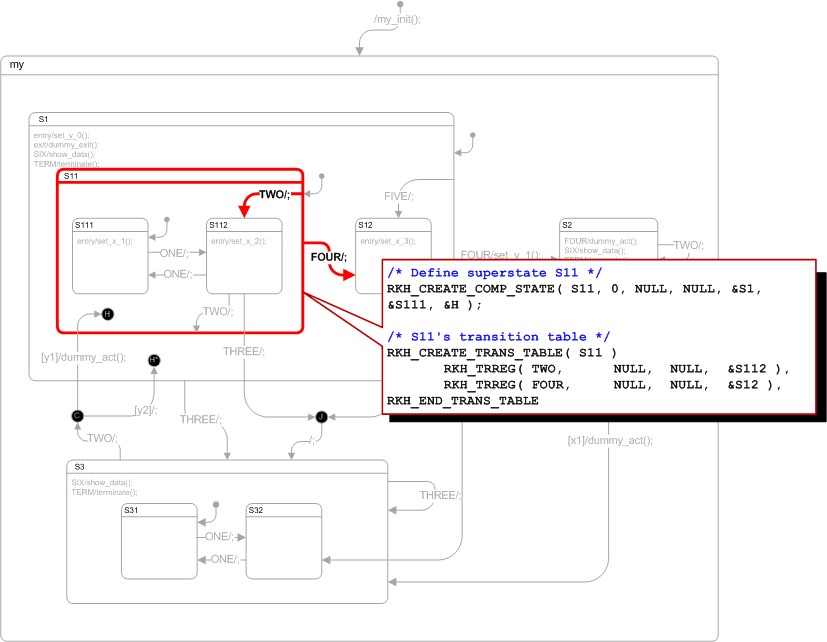 /my_init();
my
S1
entry/set_y_0();
exit/dummy_exit();
SIX/show_data();
TERM/terminate();
S11
TWO/;
FIVE/;
S111
entry/set_x_1();
S112
entry/set_x_2();
S12
entry/set_x_3();
S2
FOUR/dummy_act();
SIX/show_data();
TWO/;
ONE/;
ONE/;
FOUR/;
FOUR/set_y_1();
/* Define superstate S11 */
RKH_CREATE_COMP_STATE( S11, 0, NULL, NULL, &S1,
&S111, &H );
/* S11's transition table */
RKH_CREATE_TRANS_TABLE( S11 )
RKH_TRREG( TWO, NULL, NULL, &S112 ),
RKH_TRREG( FOUR, NULL, NULL, &S12 ),
RKH_END_TRANS_TABLE
TWO/;
H
[y1]/dummy_act();
THREE/;
H*
[y2]/;
C
THREE/;
J
TWO/;
/;
[x1]/dummy_act();
S3
SIX/show_data();
TERM/terminate();
THREE/;
S31
S32
ONE/;
ONE/;